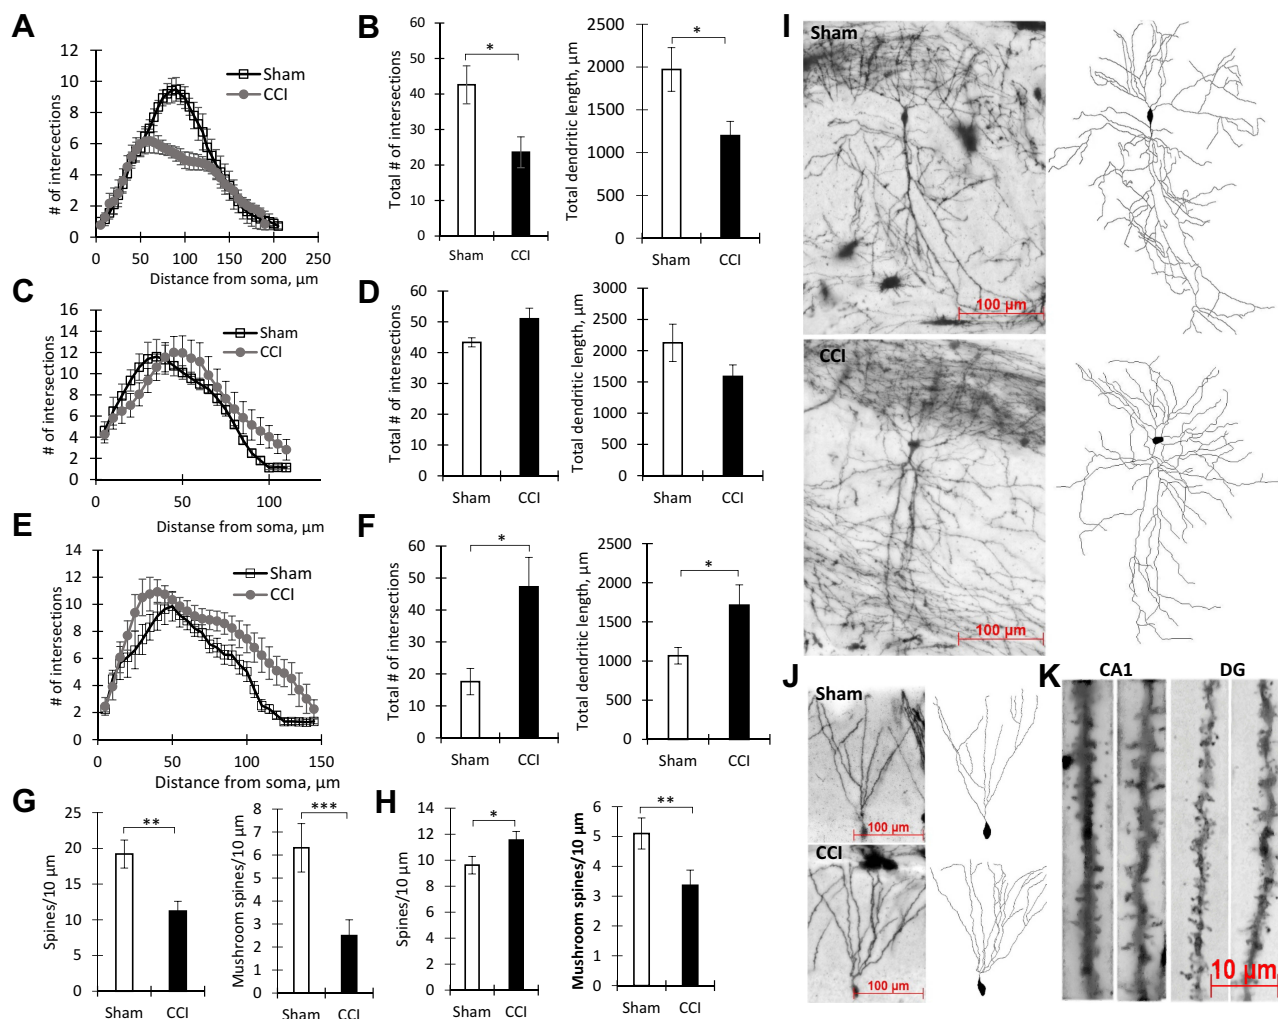 A
# of intercections
12
10
8
6
4
2
0
0 50 100 150 200 250
Distance from soma, µm
Sham
CCI
B
Total # of intersections
60
50
40
30
20
10
0
*
Sham CCI
Total dendritic length, µm
2500
2000
1500
1000
500
0
*
Sham CCI
C
# of intersections
16
14
12
10
8
6
4
2
0
0 50 100
Distanse from soma, µm
Sham
CCI
D
Total # of intersections
60
50
40
30
20
10
0
Sham CCI
Total dendritic length, µm
3000
2500
2000
1500
1000
500
0
Sham CCI
E
# of intersections
14
12
10
8
6
4
2
0
0 50 100 150
Distance from soma, µm
Sham
CCI
F
Total # of intersections
60
50
40
30
20
10
0
*
Sham CCI
Total dendritic length, µm
2500
2000
1500
1000
500
0
*
Sham CCI
G
Spines/10 µm
25
20
15
10
5
0
**
Sham CCI
Mushroom spines/10 µm
8
7
6
5
4
3
2
1
0
***
Sham CCI
H
Spines/10 µm
14
12
10
8
6
4
2
0
*
Sham CCI
Mushroom spines/10 µm
6
5
4
3
2
1
0
**
Sham CCI
I
Sham
100 µm
CCI
100 µm
J
Sham
100 µm
CCI
100 µm
K
CA1 DG
10 µm